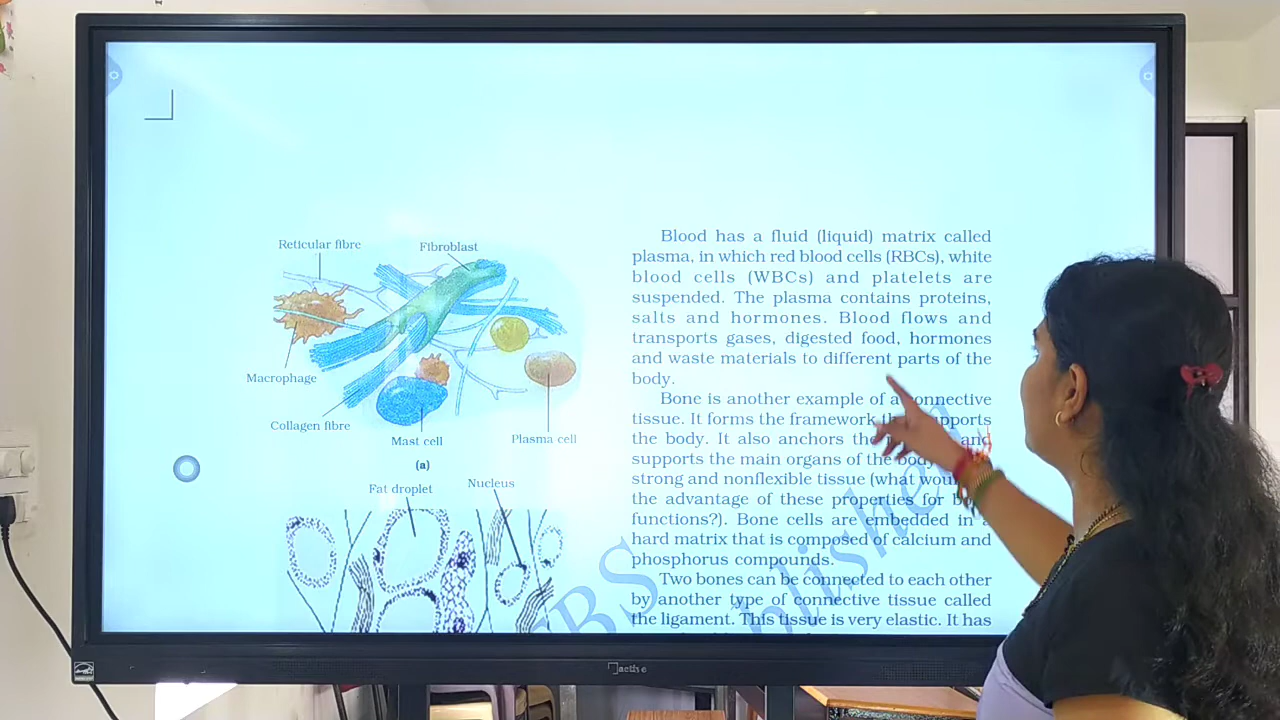 Reticular fibre
Fibroblast
Macrophage
Collagen fibre
Mast cell
Plasma cell
(a)
Fat droplet
Nucleus
Blood has a fluid (liquid) matrix called
plasma, in which red blood cells (RBCs), white
blood cells (WBCs) and platelets are
suspended. The plasma contains proteins,
salts and hormones. Blood flows and
transports gases, digested food, hormones
and waste materials to different parts of the
body.
Bone is another example of a connective
tissue. It forms the framework supports
the body. It also anchors the and
supports the main organs of the body
strong and nonflexible tissue (what
the advantage of these properties for
functions?). Bone cells are embedded in a
hard matrix that is composed of calcium and
phosphorus compounds.
Two bones can be connected to each other
by another type of connective tissue called
the ligament. This tissue is very elastic. It has